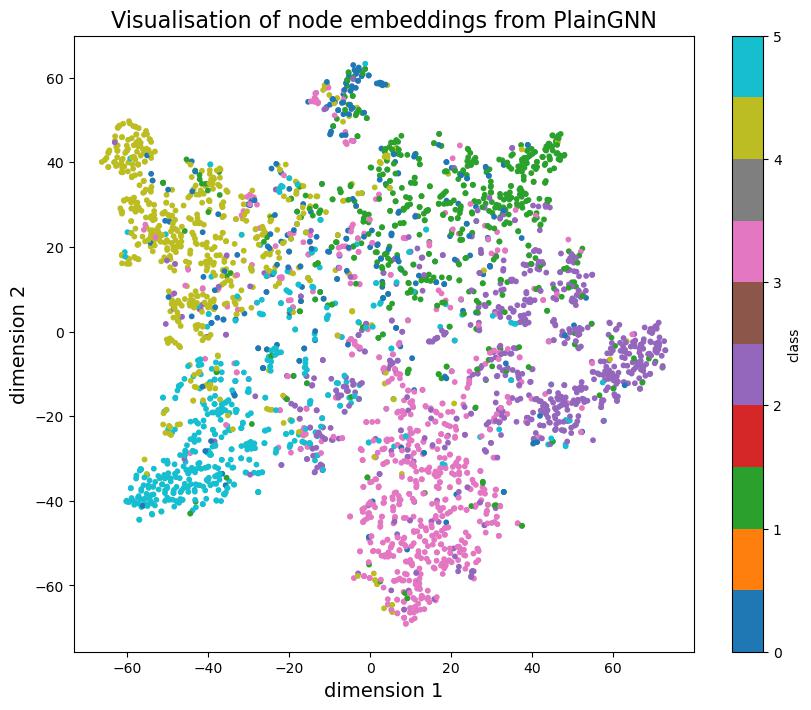 Visualisation of node embeddings from PlainGNN
60
40
20
0
−20
−40
−60
dimension 2
−60 −40 −20 0 20 40 60
dimension 1
5
4
3
2
1
0
class